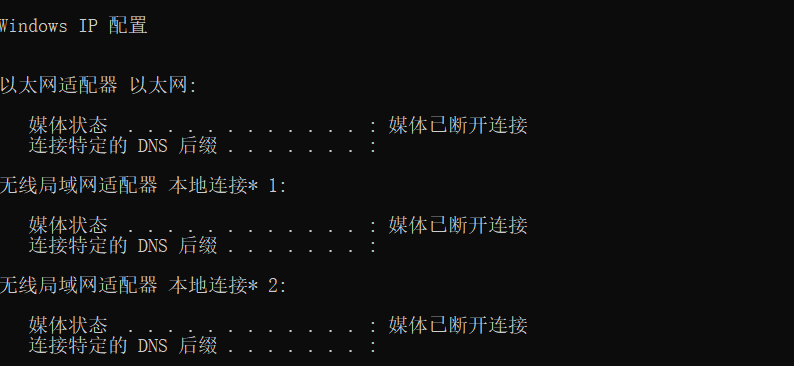 Windows IP 配置
以太网适配器 以太网:
媒体状态 . . . . . . . . . . . . : 媒体已断开连接
连接特定的 DNS 后缀 . . . . . . . :
无线局域网适配器 本地连接* 1:
媒体状态 . . . . . . . . . . . . : 媒体已断开连接
连接特定的 DNS 后缀 . . . . . . . :
无线局域网适配器 本地连接* 2:
媒体状态 . . . . . . . . . . . . : 媒体已断开连接
连接特定的 DNS 后缀 . . . . . . . :